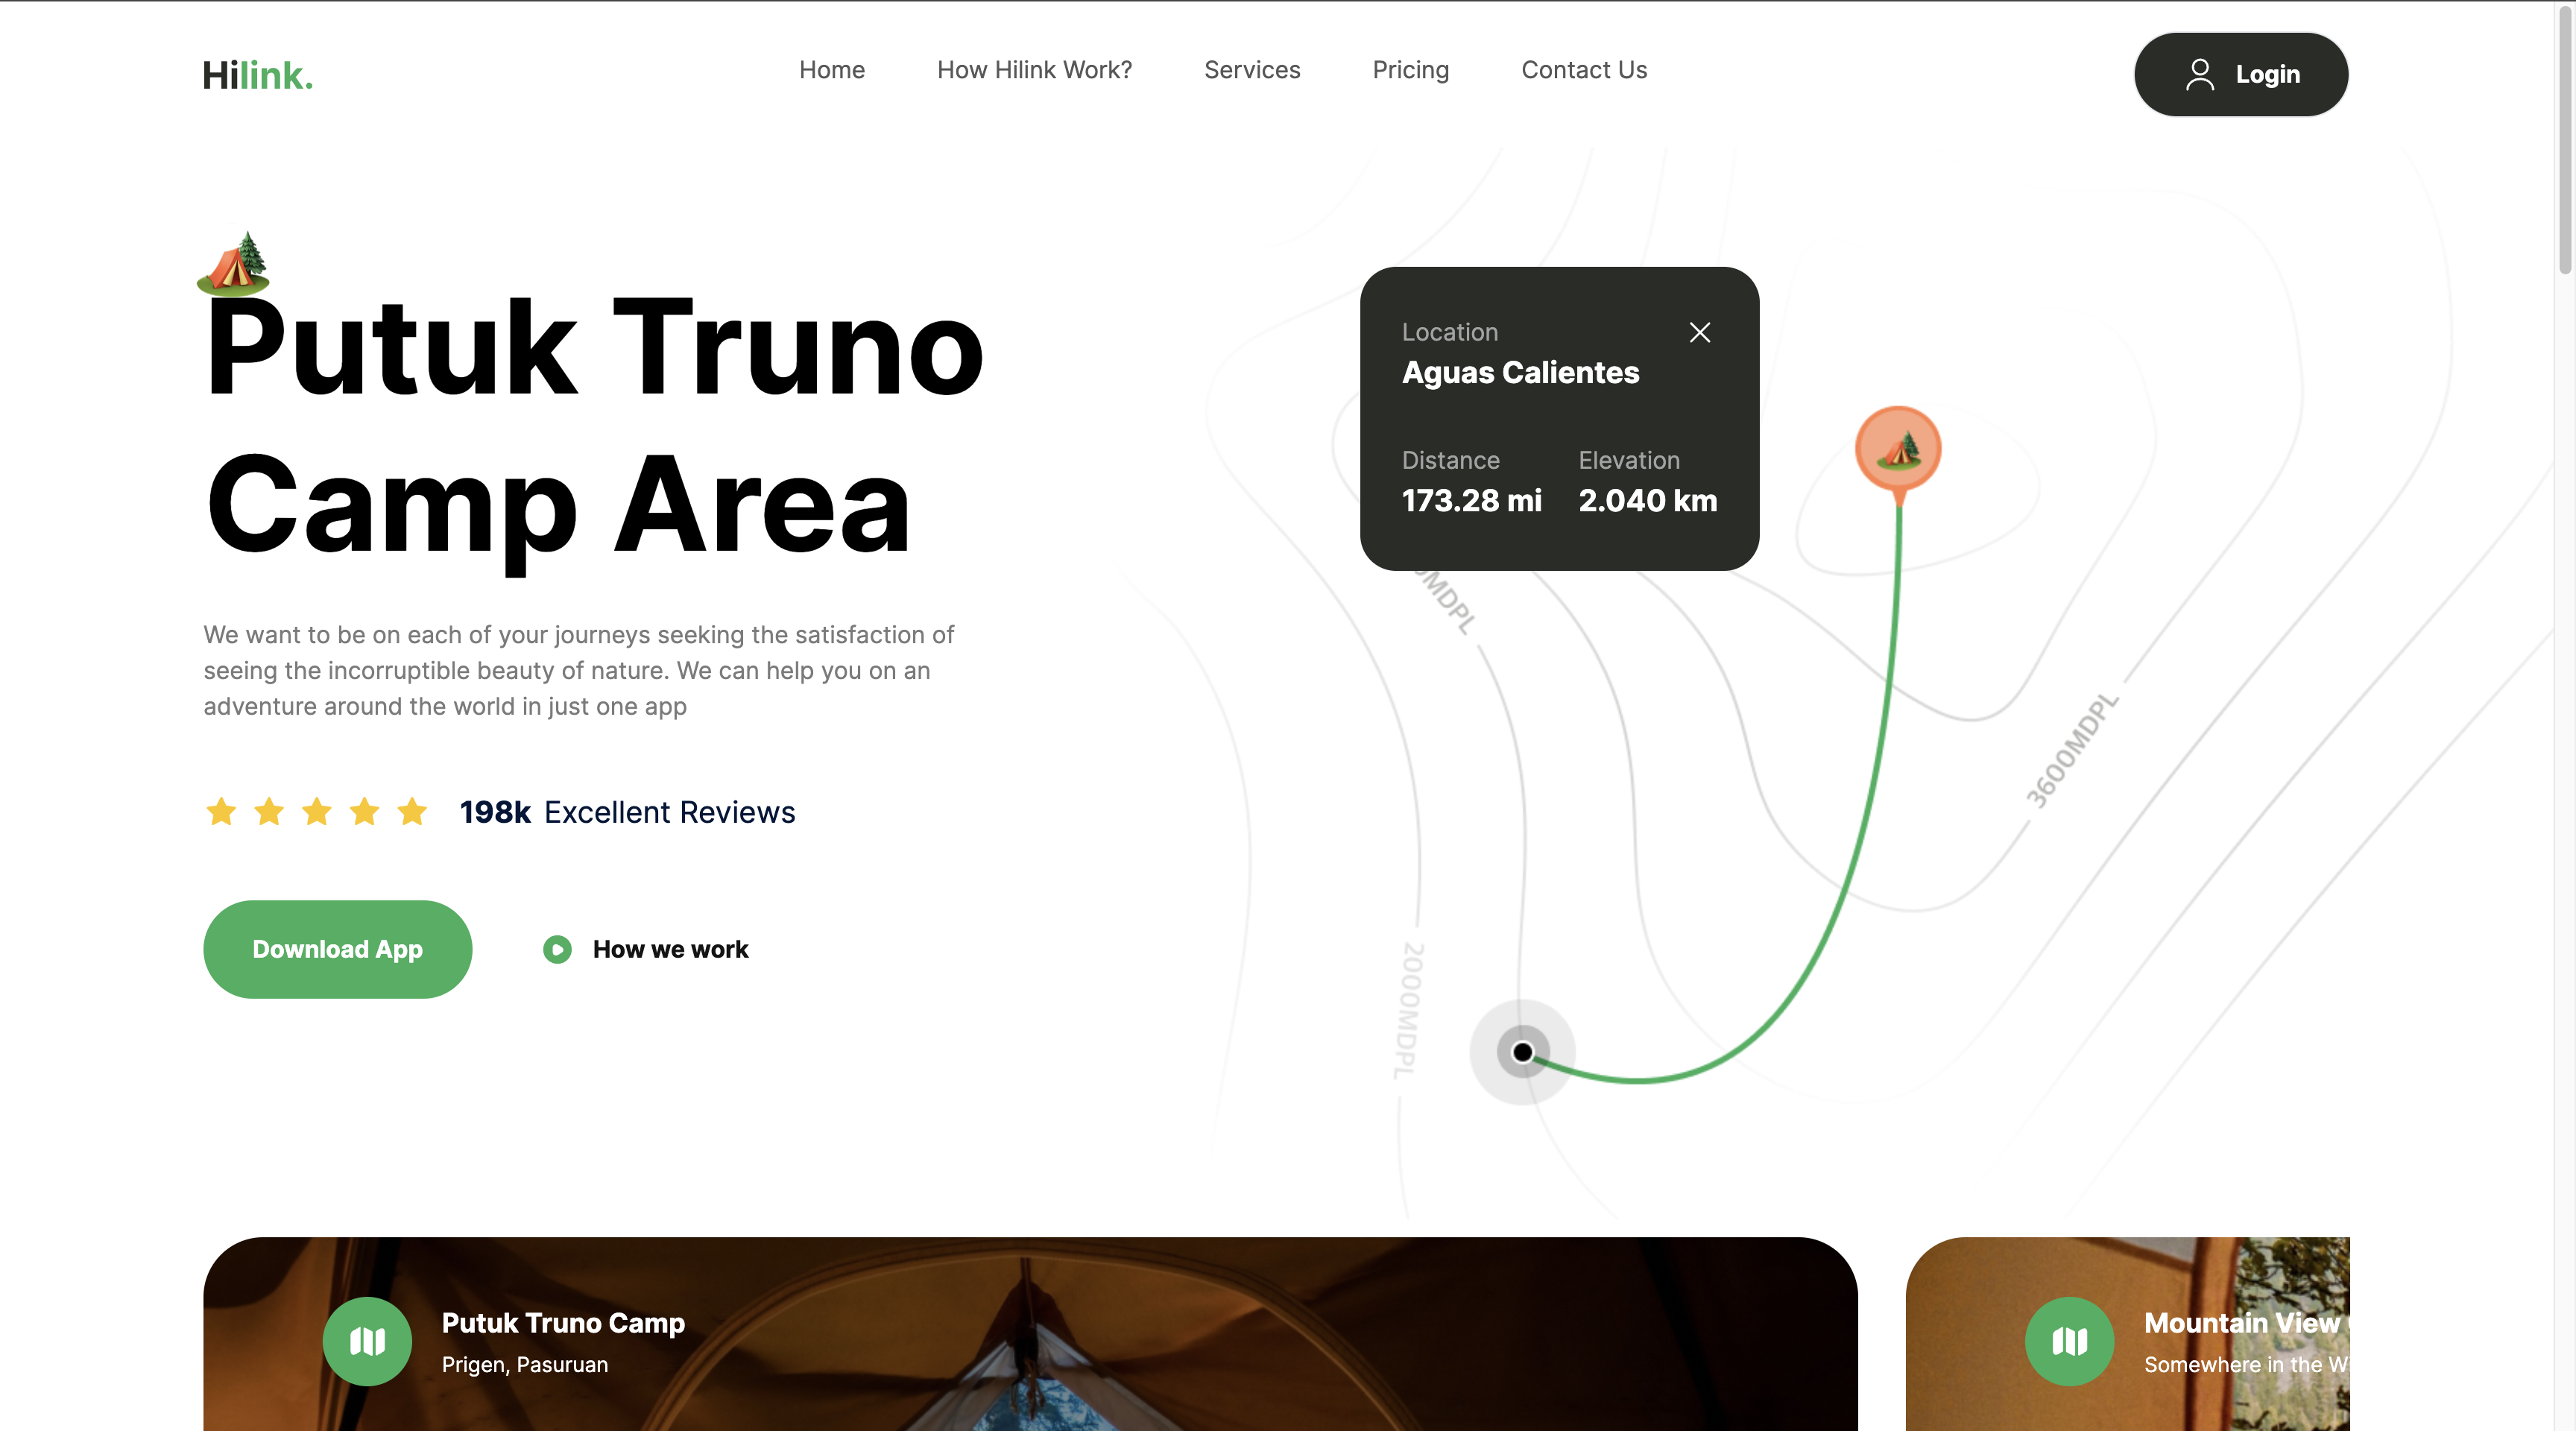 Hilink.
Home
How Hilink Work?
Services
Pricing
Contact Us
Login
Putuk Truno
Camp Area
We want to be on each of your journeys seeking the satisfaction of
seeing the incorruptible beauty of nature. We can help you on an
adventure around the world in just one app
198k Excellent Reviews
Download App
How we work
Location
Aguas Calientes
Distance
Elevation
173.28 mi
2.040 km
MDPL
3600MDPL
2000MDPL
Putuk Truno Camp
Prigen, Pasuruan
Mountain View
Somewhere in the